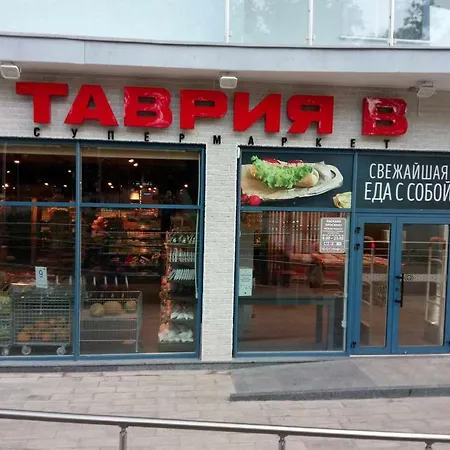 ТАВРИЯ В
СУПЕРМАРКЕТ
СВЕЖАЙШАЯ
ЕДА С СОБОЙ